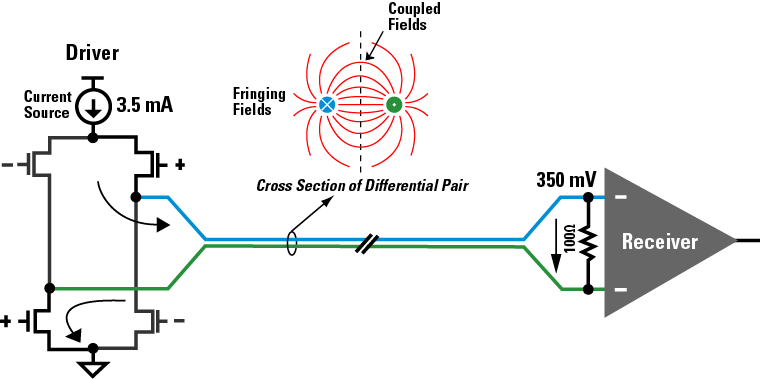 Coupled
Fields
Driver
Fringing
Fields
Current
Source
3.5 mA
−
+
Cross Section of Differential Pair
350 mV
−
100Ω
Receiver
−
+
−